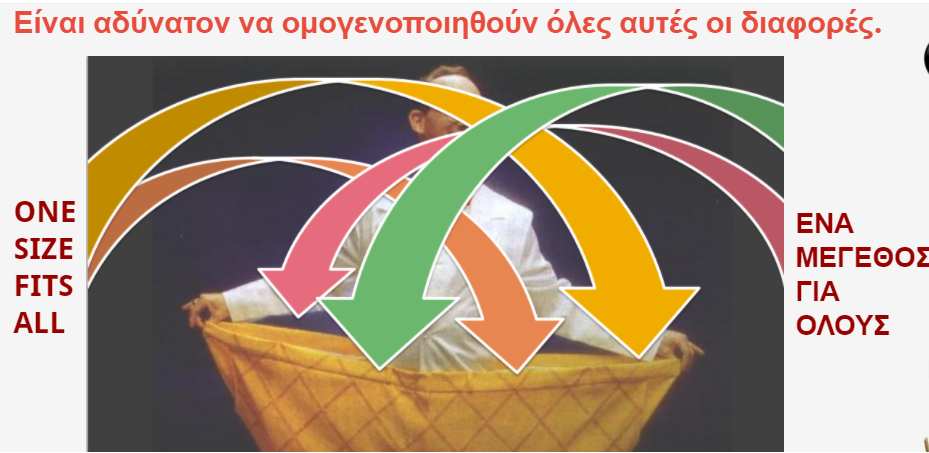 Είναι αδύνατον να ομογενοποιηθούν όλες αυτές οι διαφορές.
ONE
SIZE
FITS
ALL
ΕΝΑ
ΜΕΓΕΘΟΣ
ΓΙΑ
ΟΛΟΥΣ